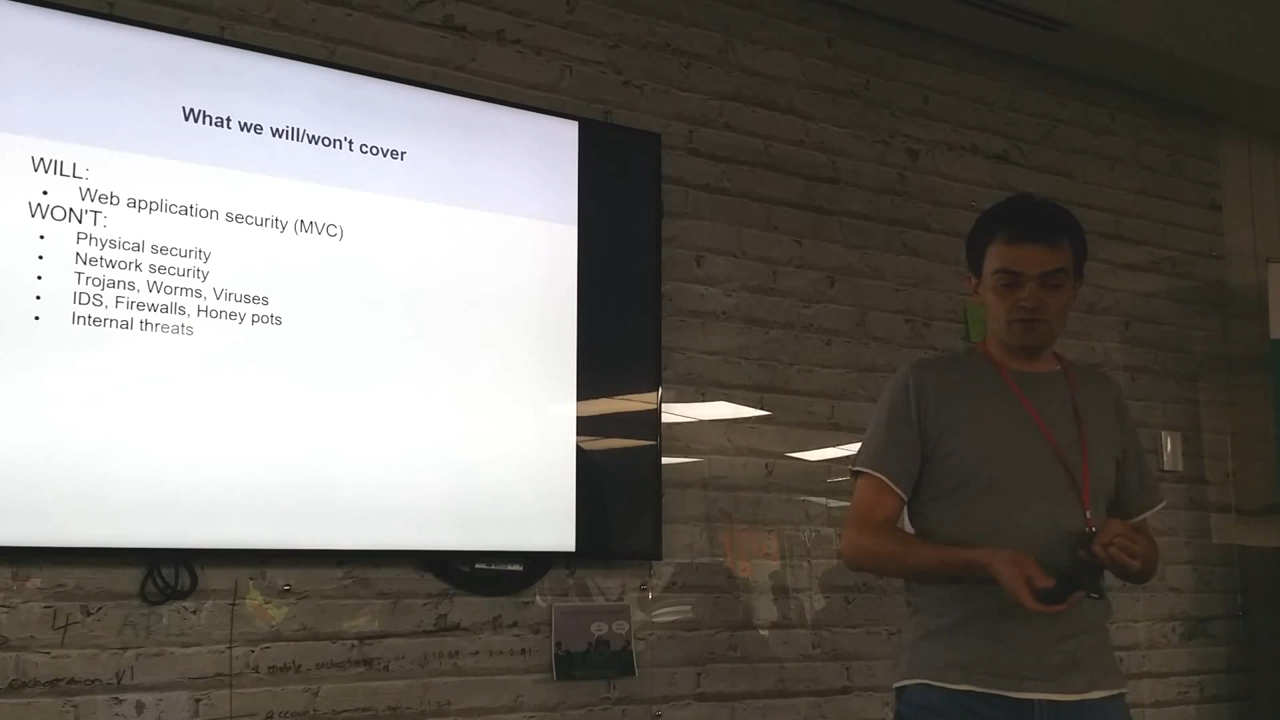 What we will/won't cover
WILL:
• Web application security (MVC)
WON'T:
• Physical security
• Network security
• Trojans, Worms, Viruses
• IDS, Firewalls, Honey pots
• Internal threats
4